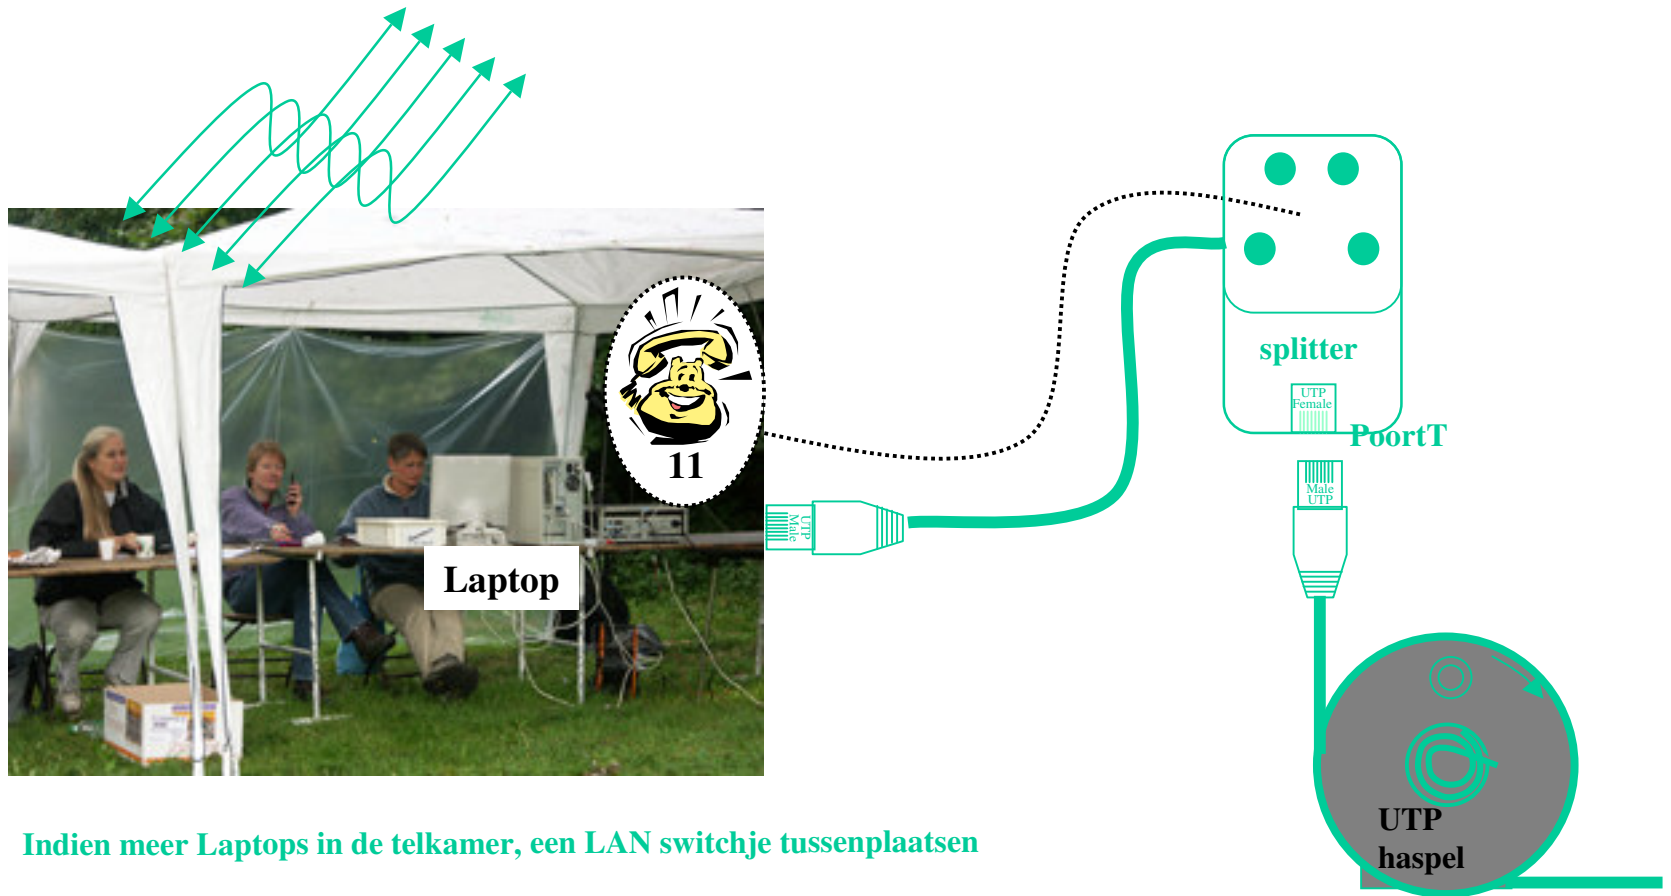 11
Laptop
UTP
Male
splitter
UTP
Female
PoortT
Male
UTP
UTP
haspel
Indien meer Laptops in de telkamer, een LAN switchje tussenplaatsen